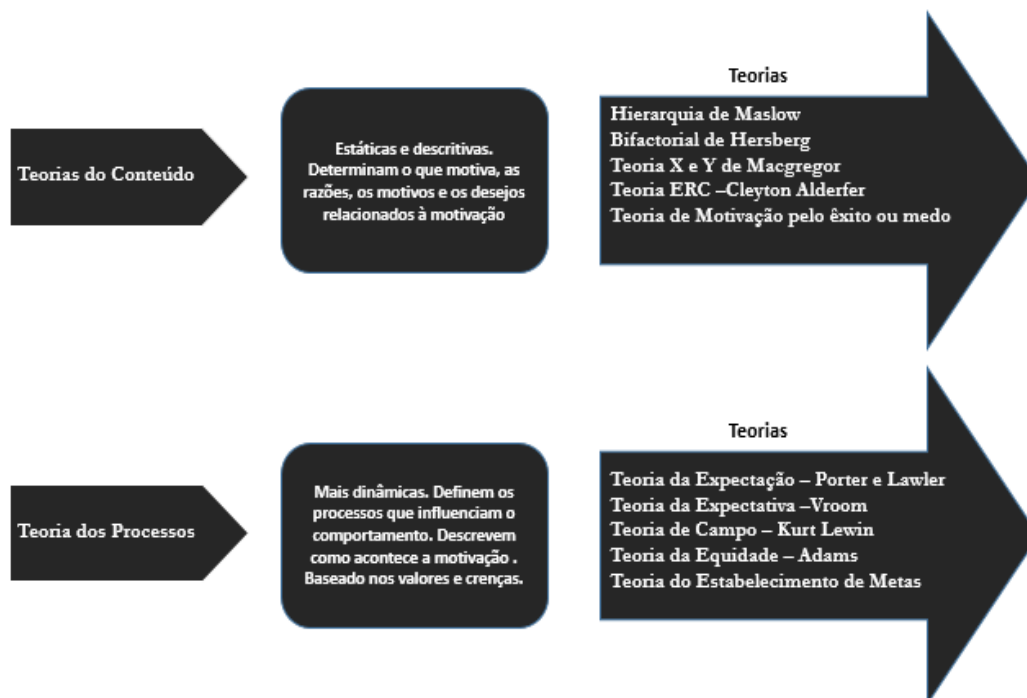 Teorias do Conteúdo
Estáticas e descritivas.
Determinam o que motiva, as
razões, os motivos e os desejos
relacionados à motivação
Teorias
Hierarquia de Maslow
Bifactorial de Hersberg
Teoria X e Y de Macgregor
Teoria ERC –Cleyton Alderfer
Teoria de Motivação pelo êxito ou medo
Teoria dos Processos
Mais dinâmicas. Definem os
processos que influenciam o
comportamento. Descrevem
como acontece a motivação .
Baseado nos valores e crenças.
Teorias
Teoria da Expectação – Porter e Lawler
Teoria da Expectativa –Vroom
Teoria de Campo – Kurt Lewin
Teoria da Equidade – Adams
Teoria do Estabelecimento de Metas